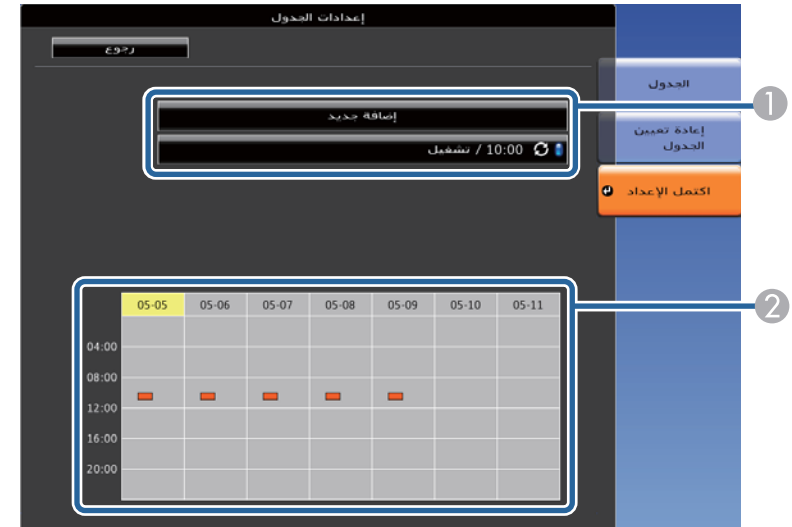 إعدادات الجدول
رجوع
الجدول
إعادة تعيين
الجدول
اكتمل الإعداد
إضافة جديد
10:00 / تشغيل
1
05-05 05-06 05-07 05-08 05-09 05-10 05-11
04:00
08:00
12:00
16:00
20:00
2